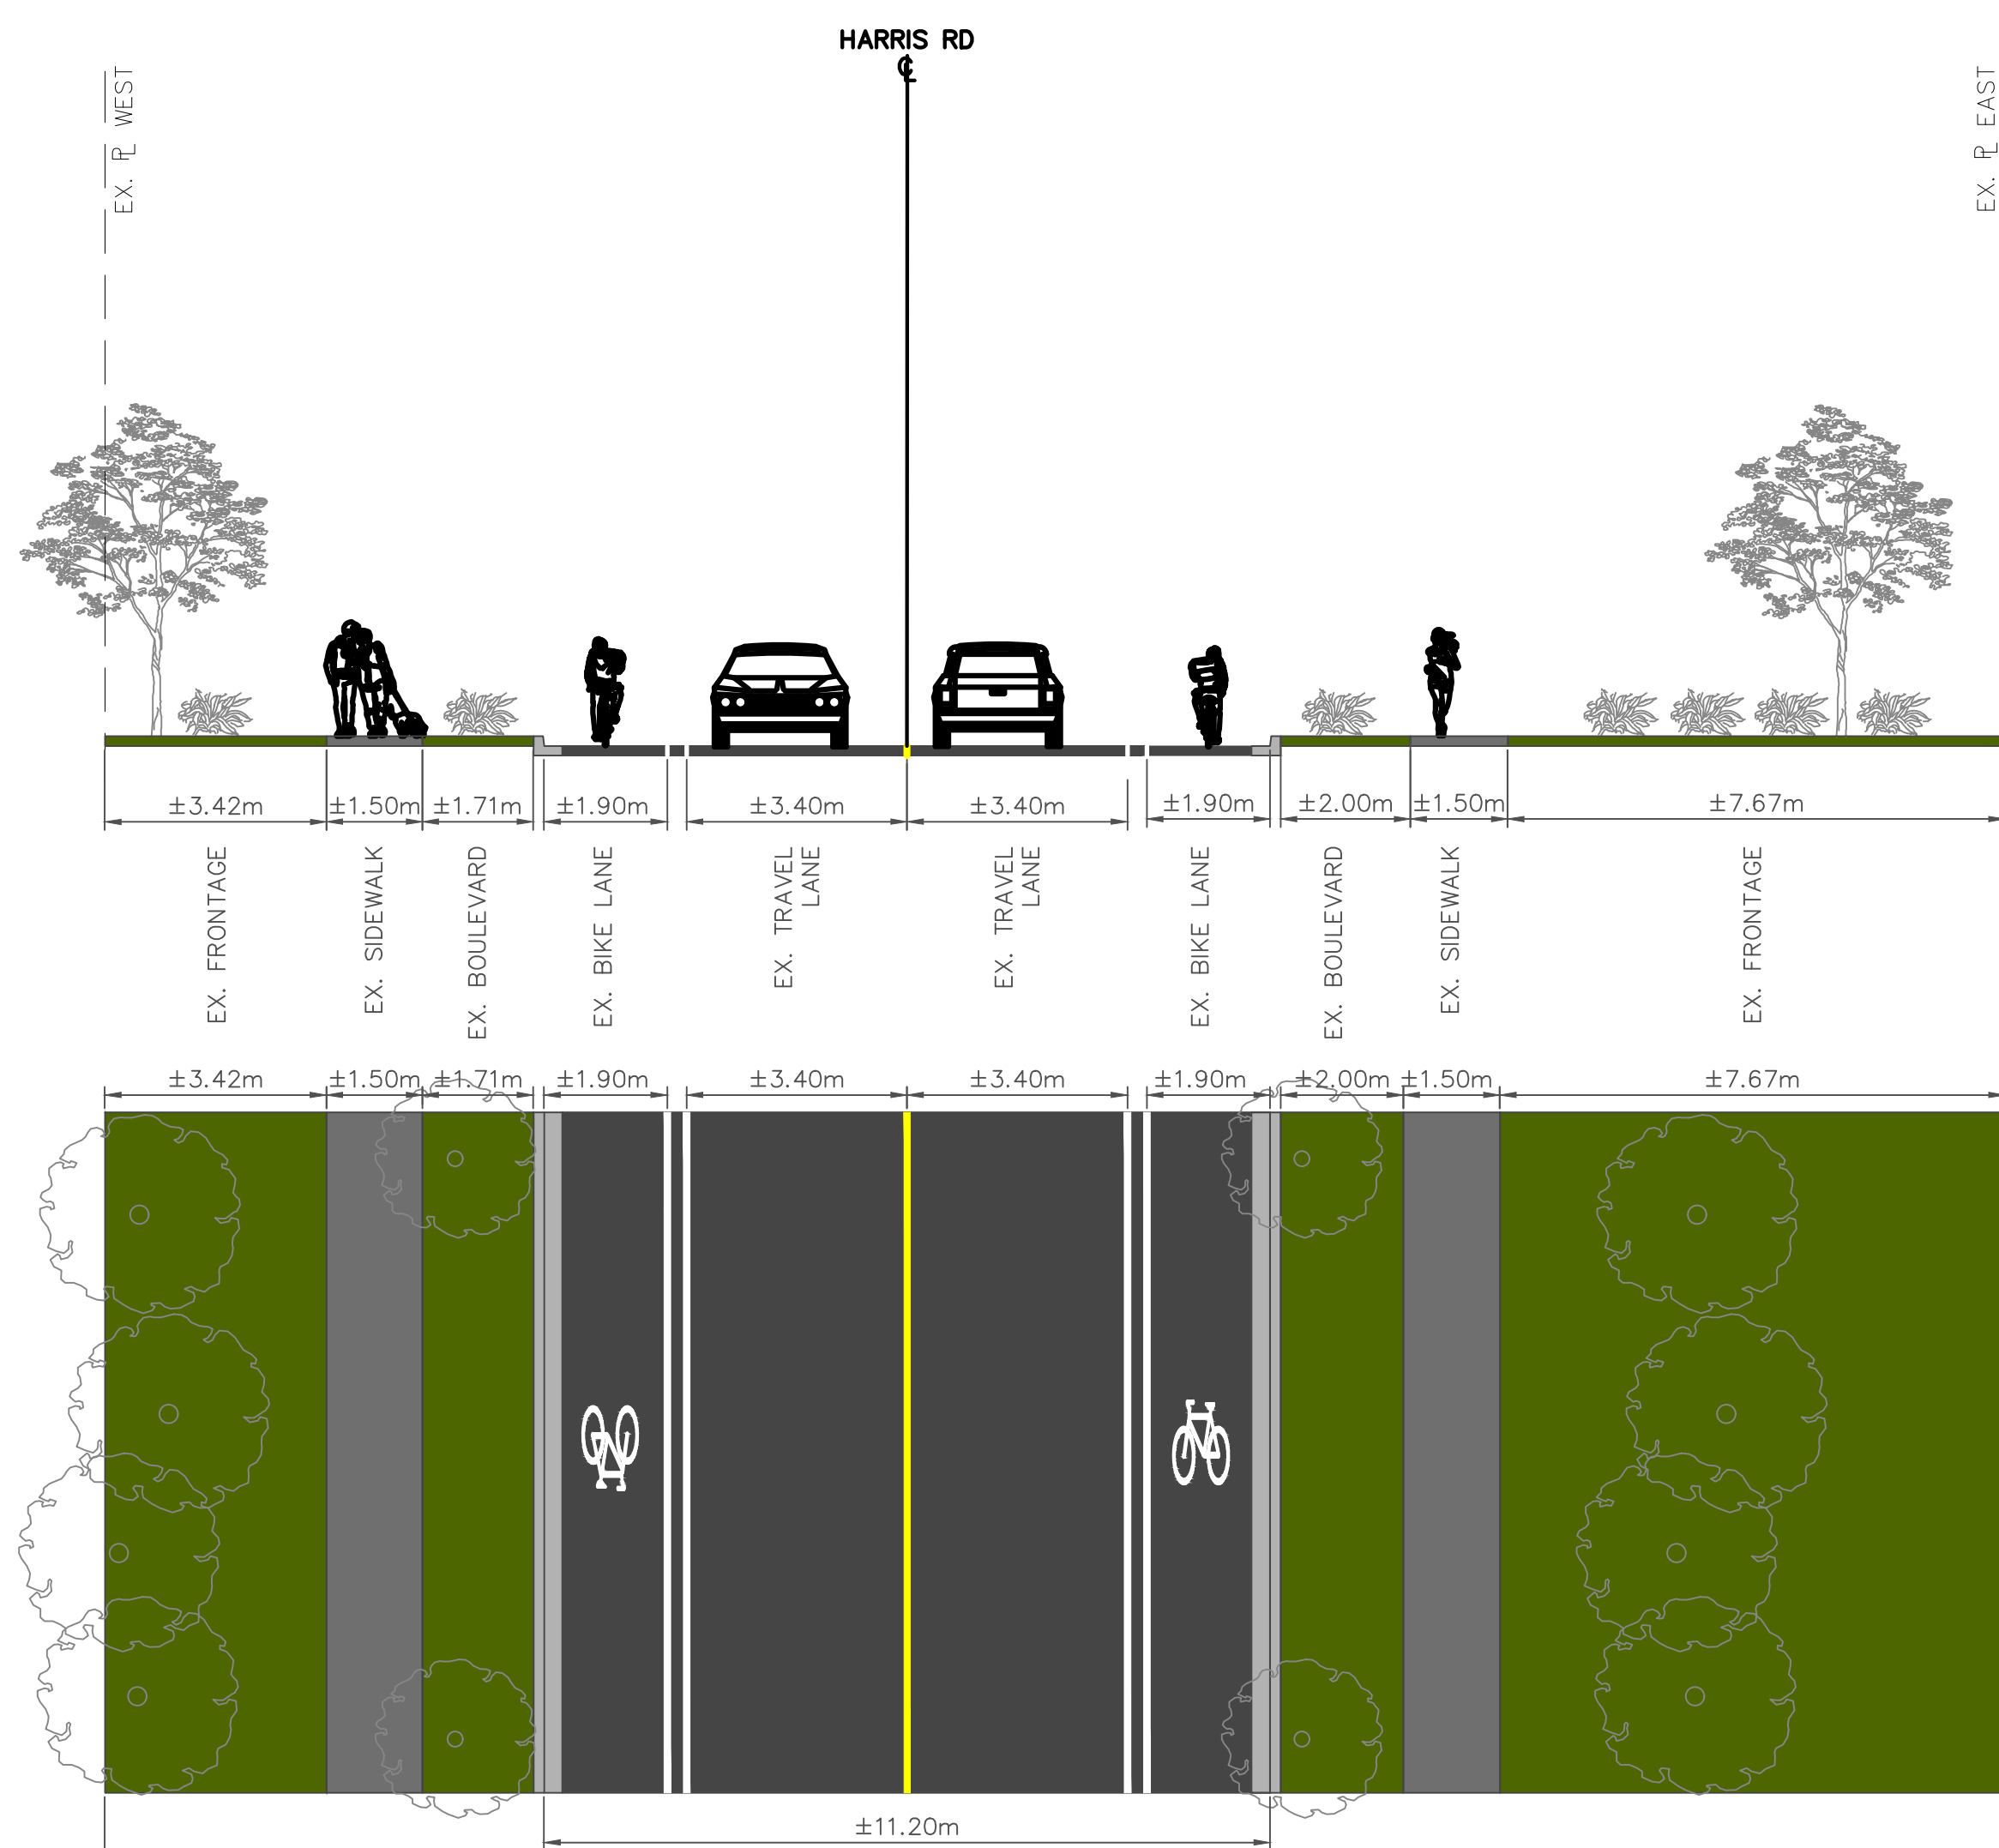 HARRIS RD
℄
EX. ⅊ WEST
EX. ⅊ EAST
±3.42m
±1.50m
±1.71m
±1.90m
±3.40m
±3.40m
±1.90m
±2.00m
±1.50m
±7.67m
EX. FRONTAGE
EX. SIDEWALK
EX. BOULEVARD
EX. BIKE LANE
EX. TRAVEL
LANE
EX. TRAVEL
LANE
EX. BIKE LANE
EX. BOULEVARD
EX. SIDEWALK
EX. FRONTAGE
±3.42m
±1.50m
±1.71m
±1.90m
±3.40m
±3.40m
±1.90m
±2.00m
±1.50m
±7.67m
±11.20m